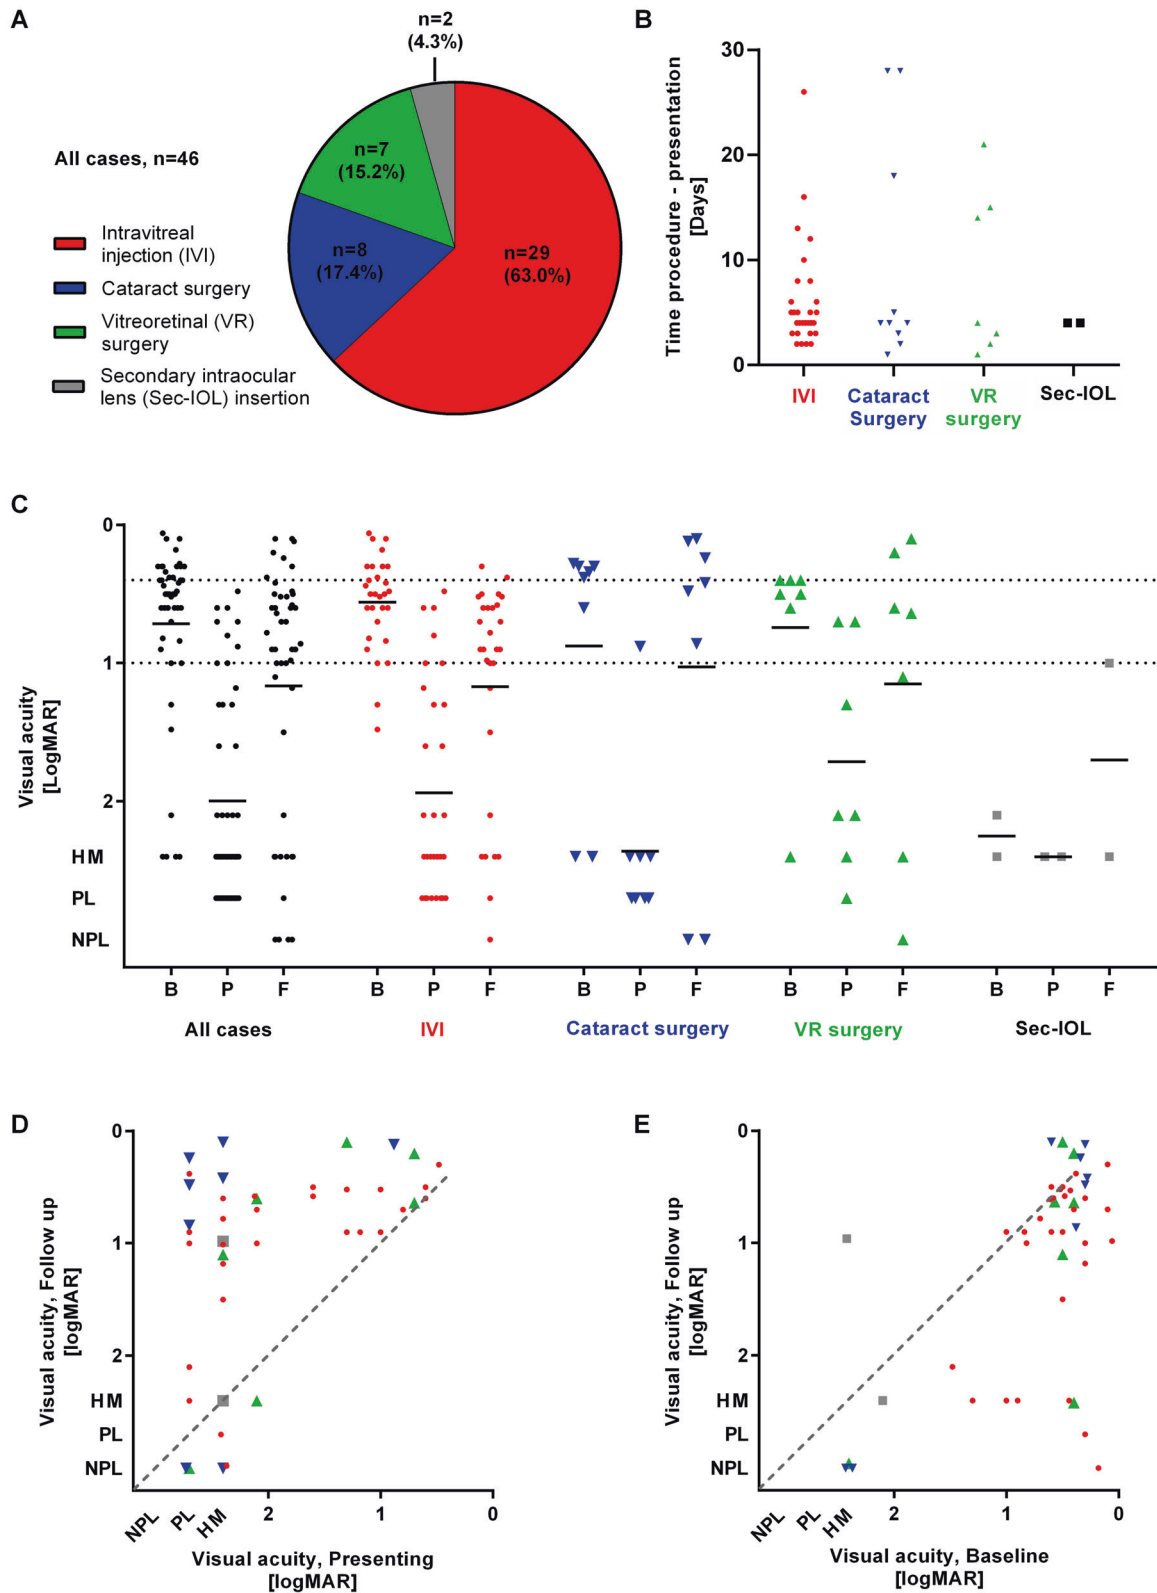 A
n=2
(4.3%)
All cases, n=46
n=7
(15.2%)
n=8
(17.4%)
n=29
(63.0%)
Intravitreal
injection (IVI)
Cataract surgery
Vitreoretinal (VR)
surgery
Secondary intraocular
lens (Sec-IOL) insertion
B
Time procedure - presentation
[Days]
30
20
10
0
IVI
Cataract
Surgery
VR
surgery
Sec-IOL
C
Visual acuity
[LogMAR]
0
1
2
HM
PL
NPL
B P F B P F B P F B P F B P F
All cases IVI Cataract surgery VR surgery Sec-IOL
D
Visual acuity, Follow up
[logMAR]
0
1
2
HM
PL
NPL
NPL PL HM 2 1 0
Visual acuity, Presenting
[logMAR]
E
Visual acuity, Follow up
[logMAR]
0
1
2
HM
PL
NPL
NPL PL HM 2 1 0
Visual acuity, Baseline
[logMAR]